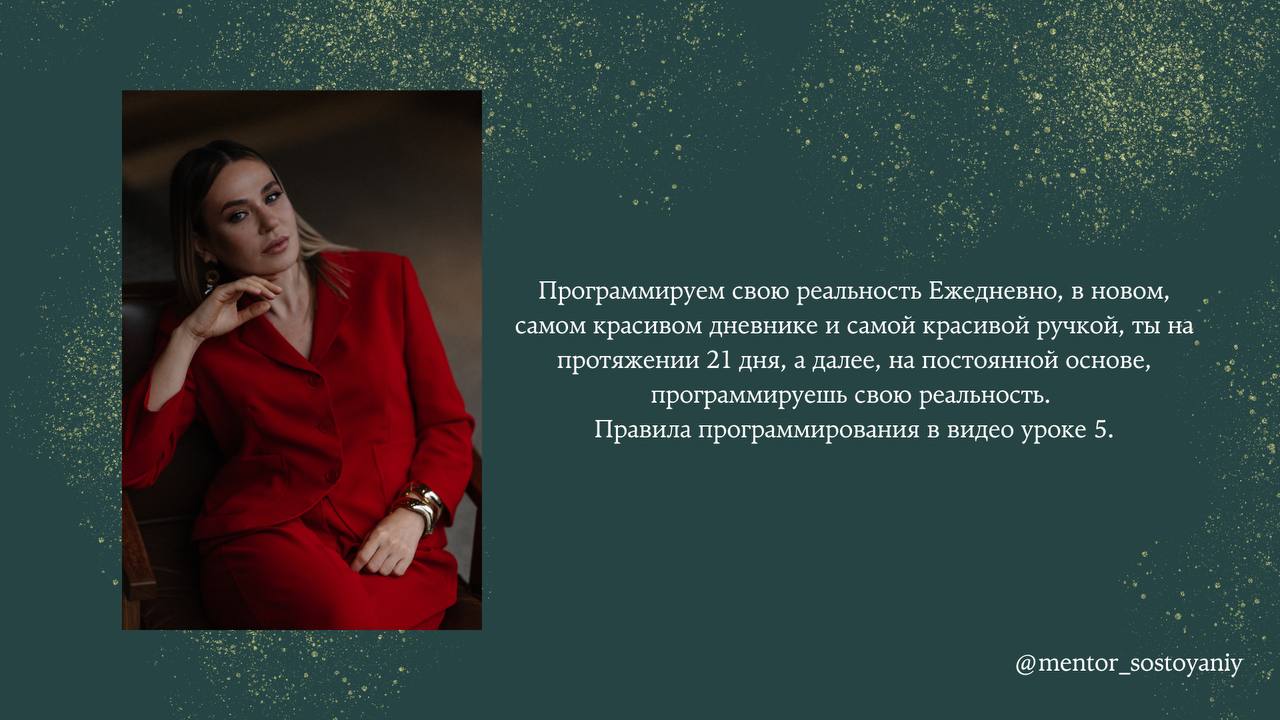 Программируем свою реальность Ежедневно, в новом,
самом красивом дневнике и самой красивой ручкой, ты на
протяжении 21 дня, а далее, на постоянной основе,
программируешь свою реальность.
Правила программирования в видео уроке 5.
@mentor_sostoyaniy